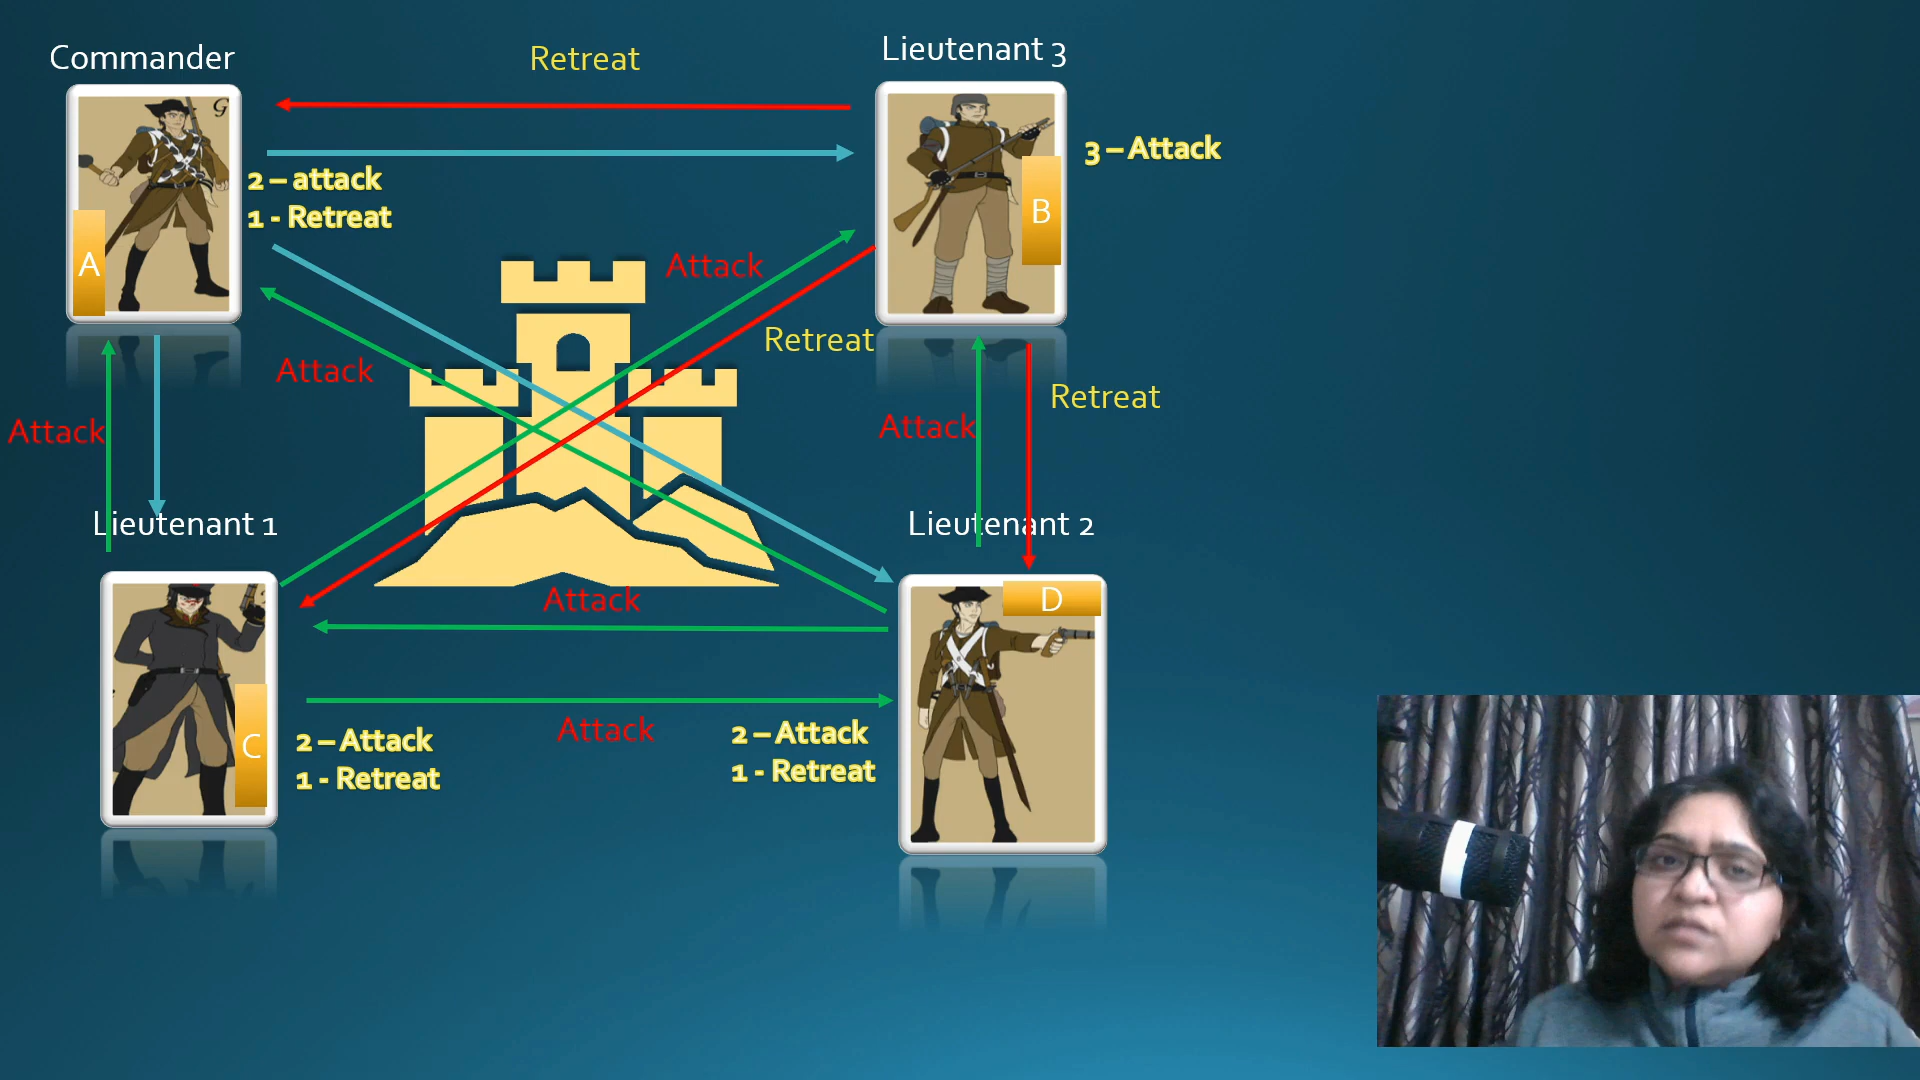 Commander
Retreat
Lieutenant 3
G
2 – attack
1 - Retreat
3 – Attack
A
B
Attack
Retreat
Attack
Retreat
Attack
Attack
Lieutenant 1
Lieutenant 2
Attack
D
C
2 – Attack
1 - Retreat
Attack
2 – Attack
1 - Retreat